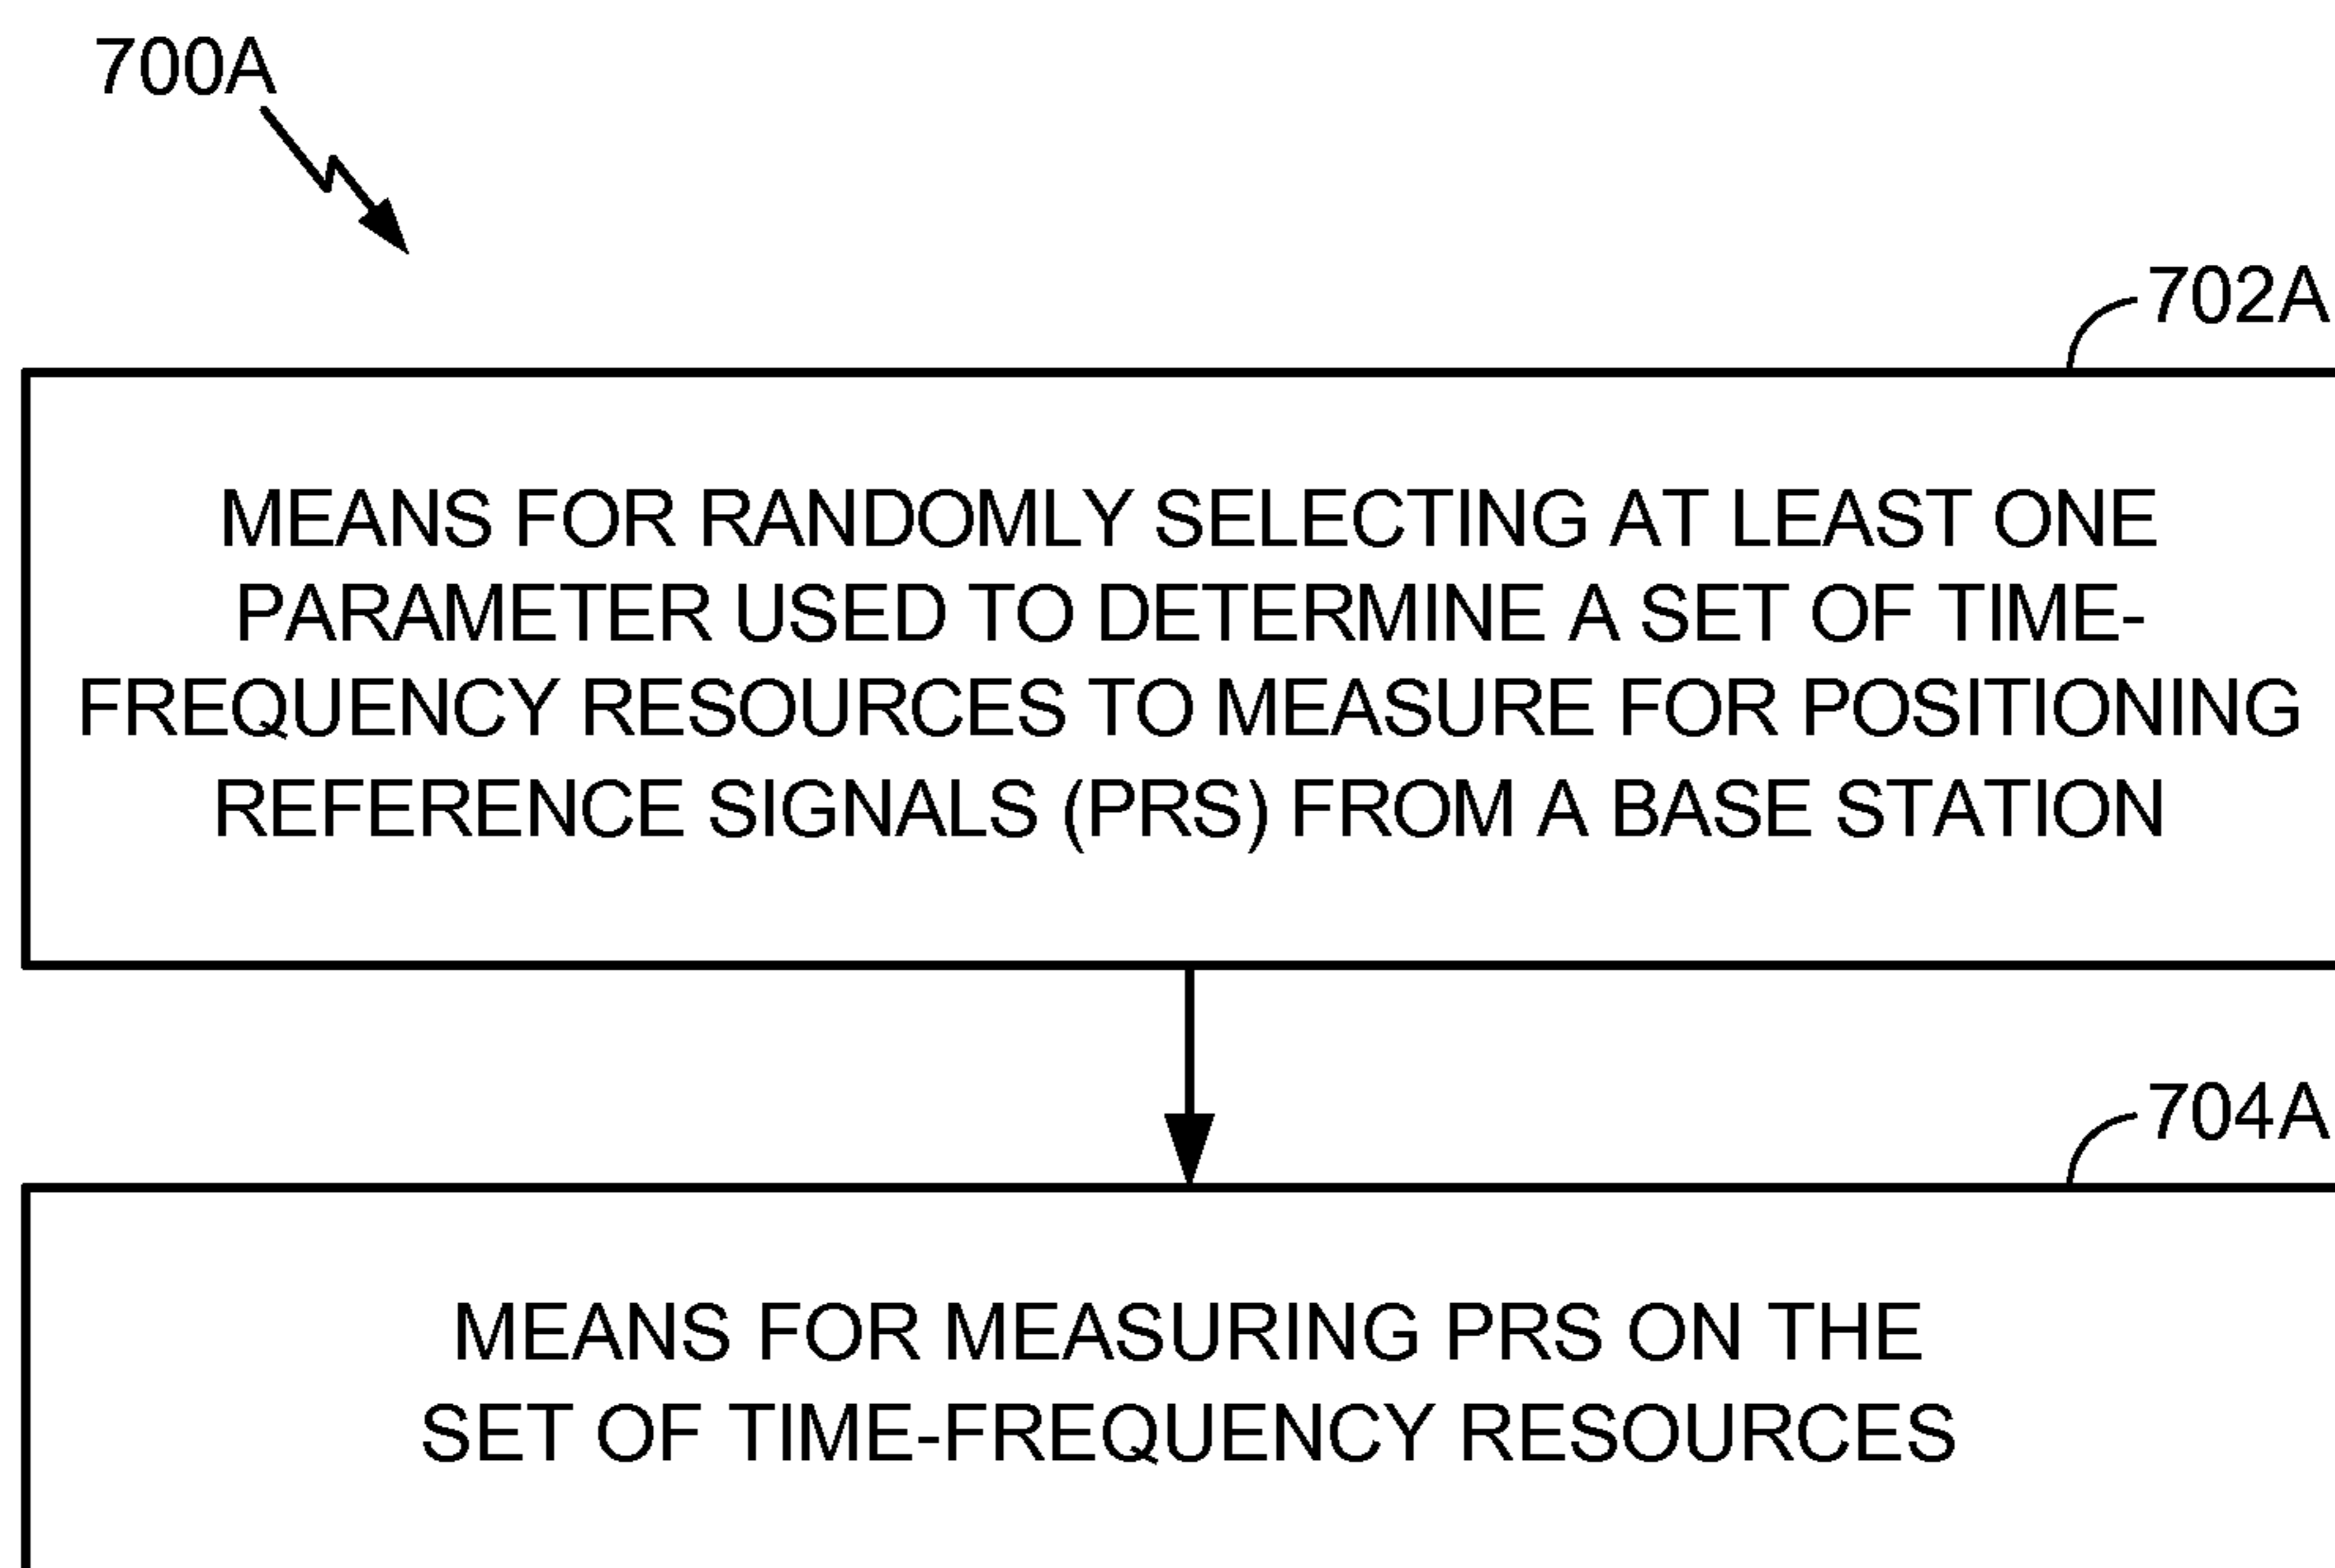 700A
702A
MEANS FOR RANDOMLY SELECTING AT LEAST ONE
PARAMETER USED TO DETERMINE A SET OF TIME-
FREQUENCY RESOURCES TO MEASURE FOR POSITIONING
REFERENCE SIGNALS (PRS) FROM A BASE STATION
704A
MEANS FOR MEASURING PRS ON THE
SET OF TIME-FREQUENCY RESOURCES